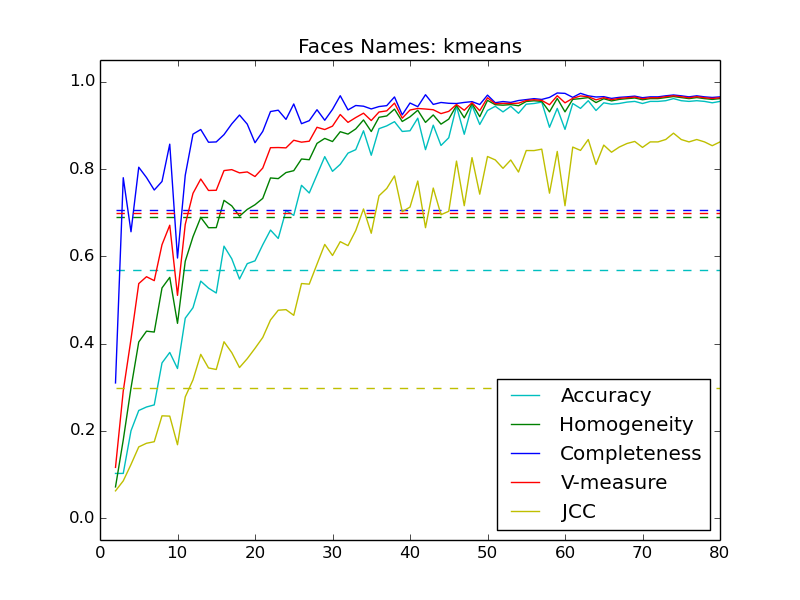 Faces Names: kmeans
1.0
0.8
0.6
0.4
0.2
0.0
0 10 20 30 40 50 60 70 80
Accuracy
Homogeneity
Completeness
V-measure
JCC